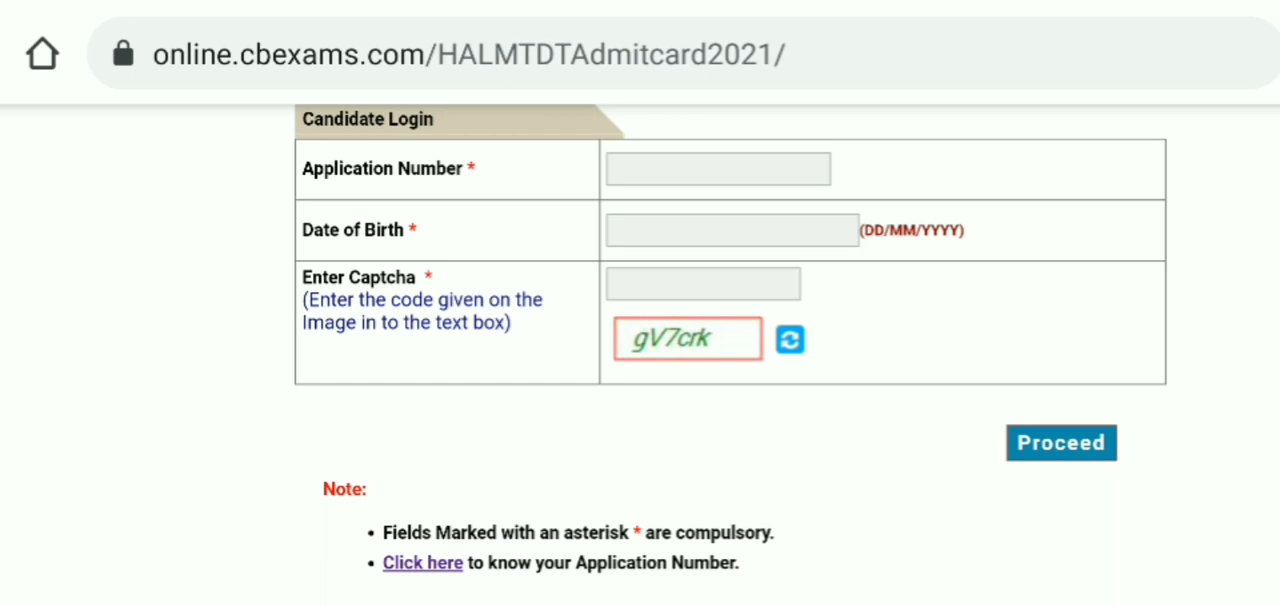 online.cbexams.com/HALMTDTAdmitcard2021/
Candidate Login
Application Number *
Date of Birth * (DD/MM/YYYY)
Enter Captcha *
(Enter the code given on the
Image in to the text box)
gV7crk
Proceed
Note:
• Fields Marked with an asterisk * are compulsory.
• Click here to know your Application Number.